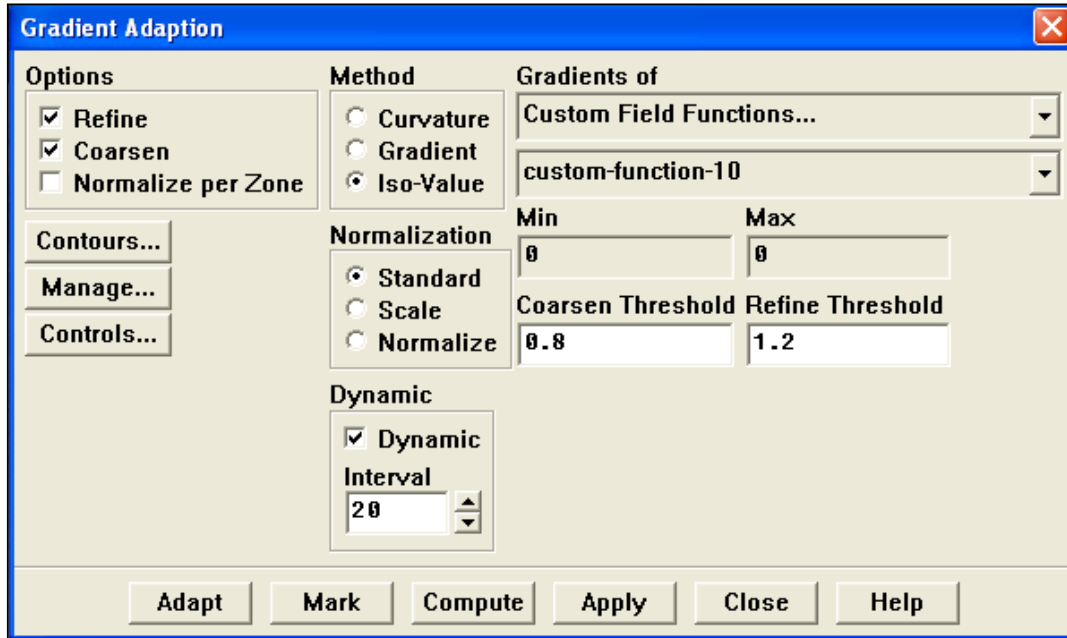 Gradient Adaption
Options
Refine
Coarsen
Normalize per Zone
Contours...
Manage...
Controls...
Method
Curvature
Gradient
Iso-Value
Normalization
Standard
Scale
Normalize
Dynamic
Dynamic
Interval
20
Gradients of
Custom Field Functions...
custom-function-10
Min Max
0 0
Coarsen Threshold Refine Threshold
0.8 1.2
Adapt Mark Compute Apply Close Help